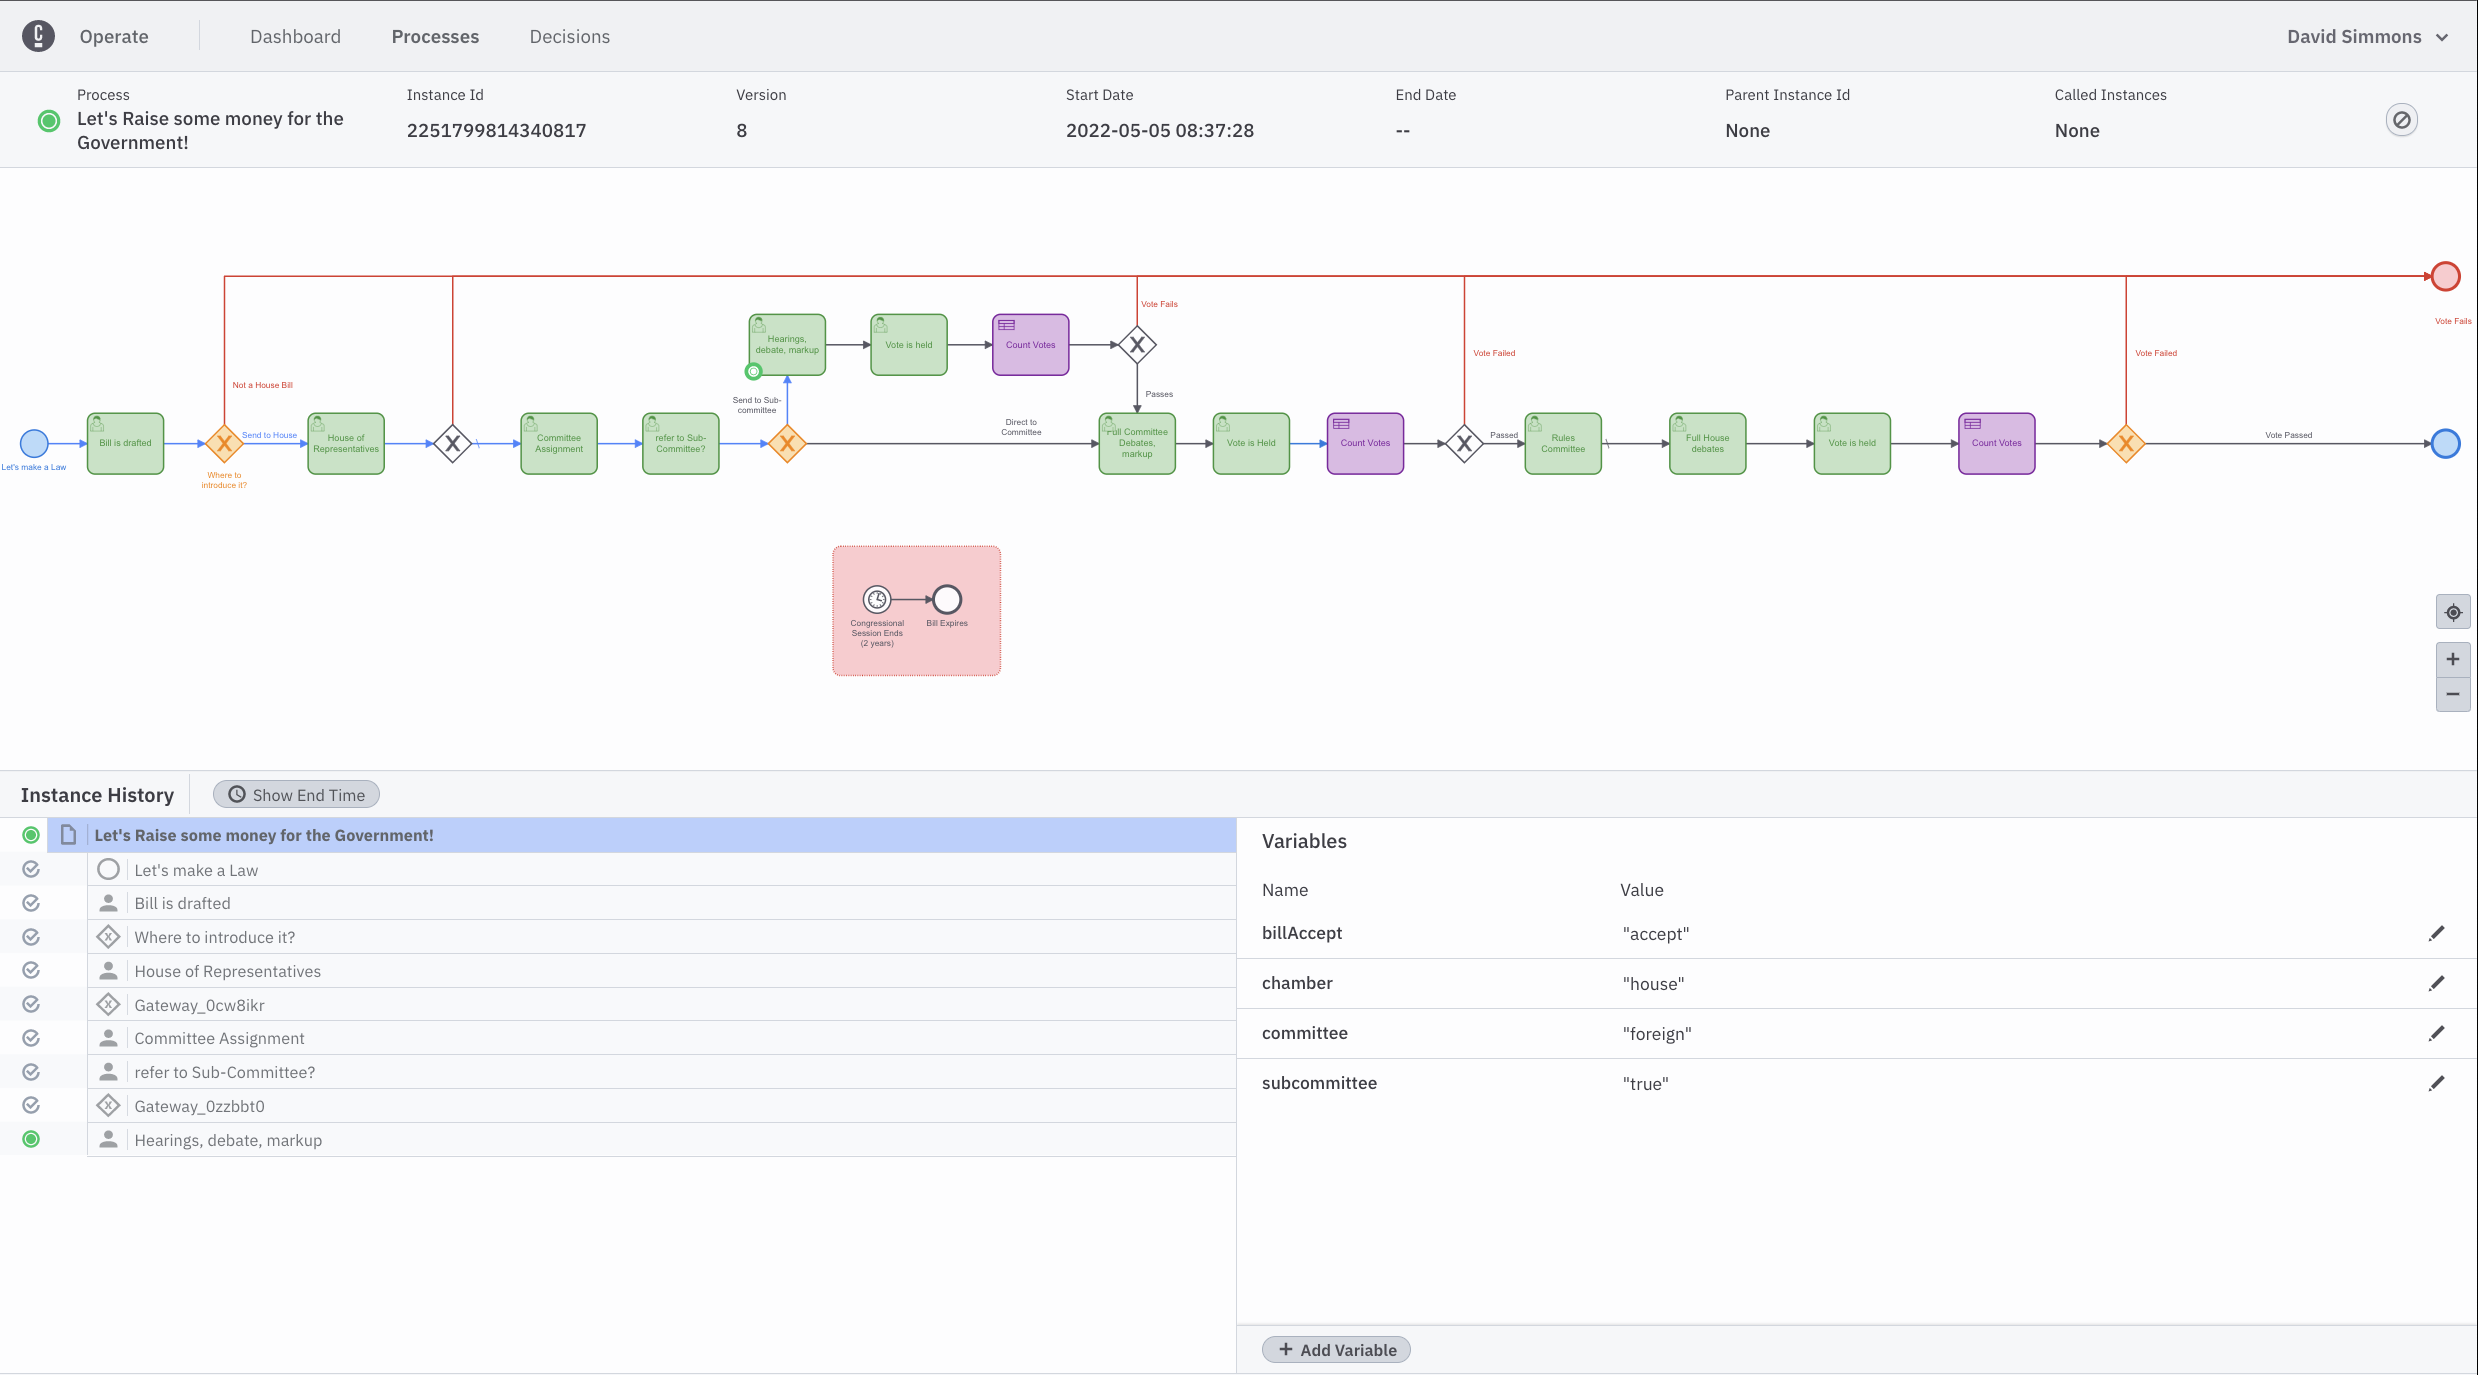 Operate
Dashboard
Processes
Decisions
David Simmons
Process
Let's Raise some money for the
Government!
Instance Id
2251799814340817
Version
8
Start Date
2022-05-05 08:37:28
End Date
--
Parent Instance Id
None
Called Instances
None
Vote Fails
Vote Fails
Hearings,
debate, markup
Vote is held
Count Votes
Vote Failed
Vote Failed
Not a House Bill
Passes
Send to Sub-
committee
Direct to
Committee
Let's make a Law
Bill is drafted
Where to
introduce it?
Send to House
House of
Representatives
Committee
Assignment
refer to Sub-
Committee?
Full Committee
Debates,
markup
Vote is Held
Count Votes
Passed
Rules
Committee
Full House
debates
Vote is held
Count Votes
Vote Passed
Congressional
Session Ends
(2 years)
Bill Expires
Instance History
Show End Time
Let's Raise some money for the Government!
Let's make a Law
Bill is drafted
Where to introduce it?
House of Representatives
Gateway_0cw8ikr
Committee Assignment
refer to Sub-Committee?
Gateway_0zzbbt0
Hearings, debate, markup
Variables
Name
Value
billAccept
"accept"
chamber
"house"
committee
"foreign"
subcommittee
"true"
+ Add Variable